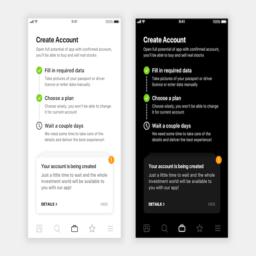 9:41
Create Account
Open full potential of app with confirmed account,
you'll be able to buy and sell real stocks
Fill in required data
Take pictures of your passport or driver
licence and enter required data
Choose a plan
Choose wisely, you won't be able to change
it for current account
Wait a couple days
We need some time to take care of the
details and deliver the best experience!
Your account is being created
Just a little time to wait and the whole
investment world will be available to
you with our app!
DETAILS >
HIDE
9:41
Create Account
Open full potential of app with confirmed account,
you'll be able to buy and sell real stocks
Fill in required data
Take pictures of your passport or driver
licence and enter required data
Choose a plan
Choose wisely, you won't be able to change
it for current account
Wait a couple days
We need some time to take care of the
details and deliver the best experience!
Your account is being created
Just a little time to wait and the whole
investment world will be available to
you with our app!
DETAILS >
HIDE